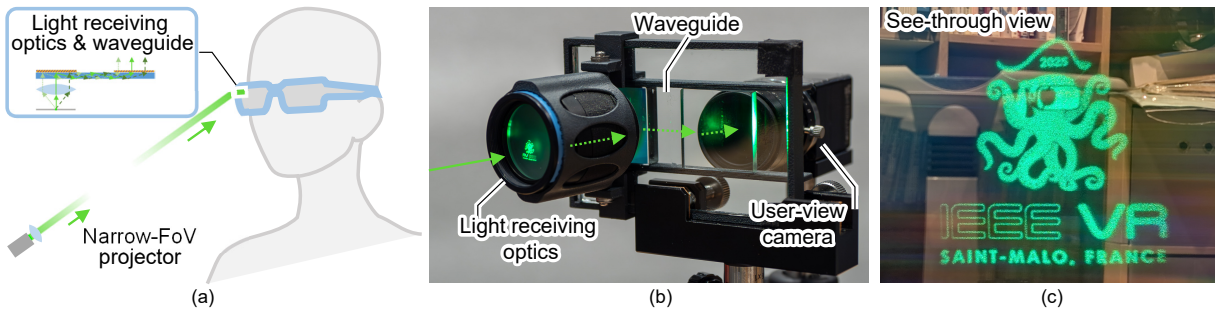 Light receiving
optics & waveguide
Narrow-FoV
projector
(a)
Waveguide
Light receiving
optics
User-view
camera
(b)
See-through view
2025
IEEE VR
SAINT-MALO, FRANCE
(c)